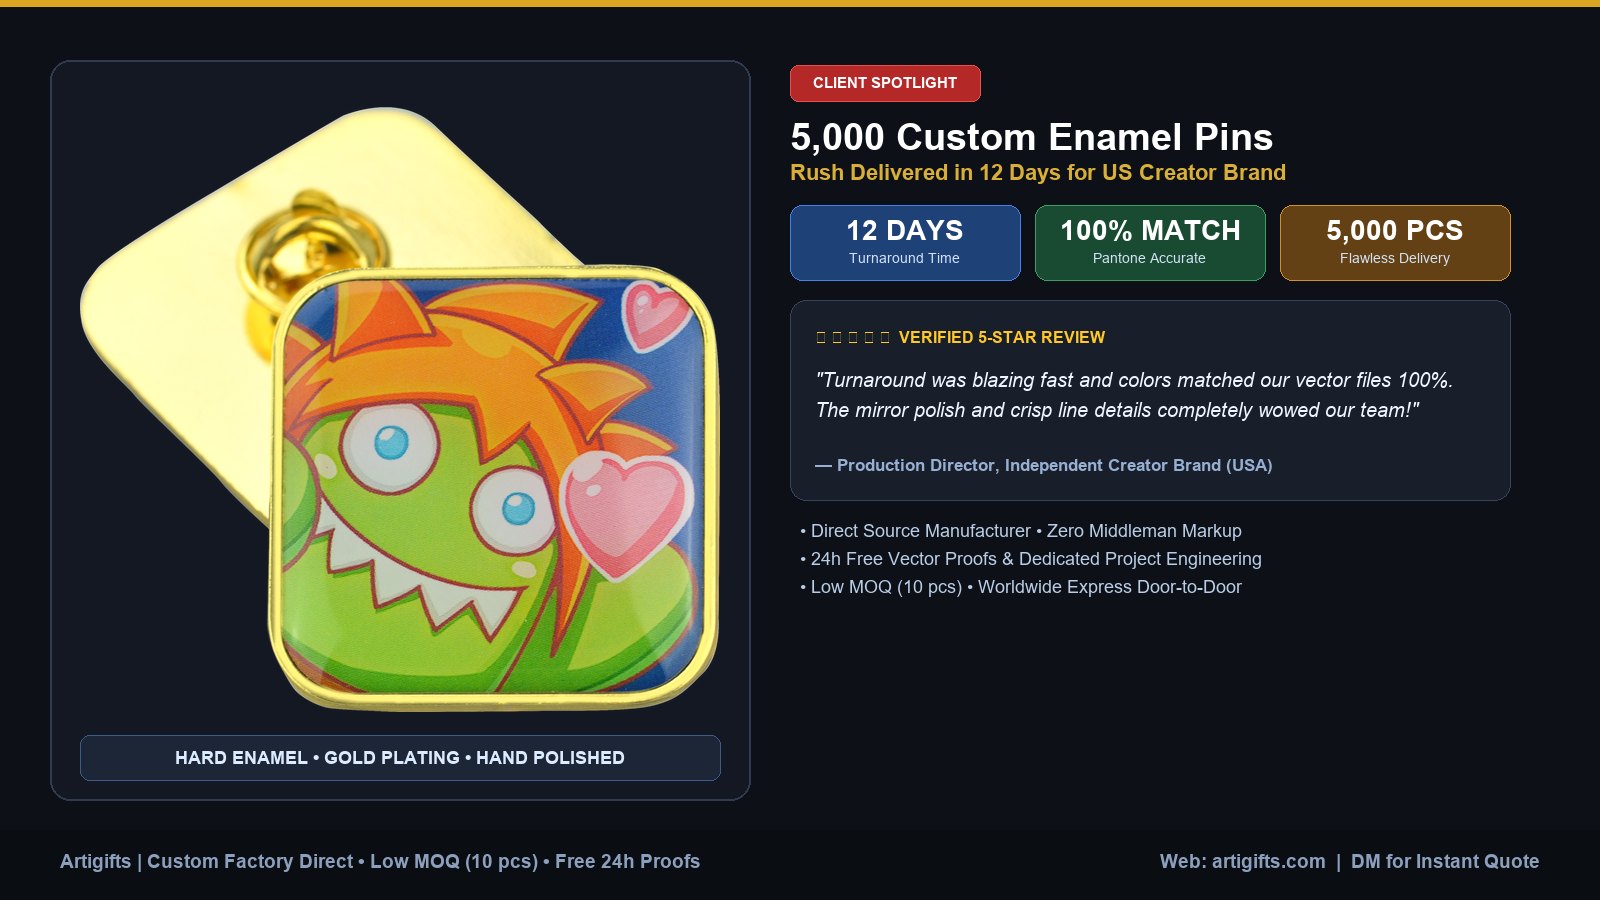 CLIENT SPOTLIGHT
5,000 Custom Enamel Pins
Rush Delivered in 12 Days for US Creator Brand
12 DAYS
Turnaround Time
100% MATCH
Pantone Accurate
5,000 PCS
Flawless Delivery
VERIFIED 5-STAR REVIEW
"Turnaround was blazing fast and colors matched our vector files 100%.
The mirror polish and crisp line details completely wowed our team!"
— Production Director, Independent Creator Brand (USA)
• Direct Source Manufacturer • Zero Middleman Markup
• 24h Free Vector Proofs & Dedicated Project Engineering
• Low MOQ (10 pcs) • Worldwide Express Door-to-Door
HARD ENAMEL • GOLD PLATING • HAND POLISHED
Artigifts | Custom Factory Direct • Low MOQ (10 pcs) • Free 24h Proofs
Web: artigifts.com | DM for Instant Quote